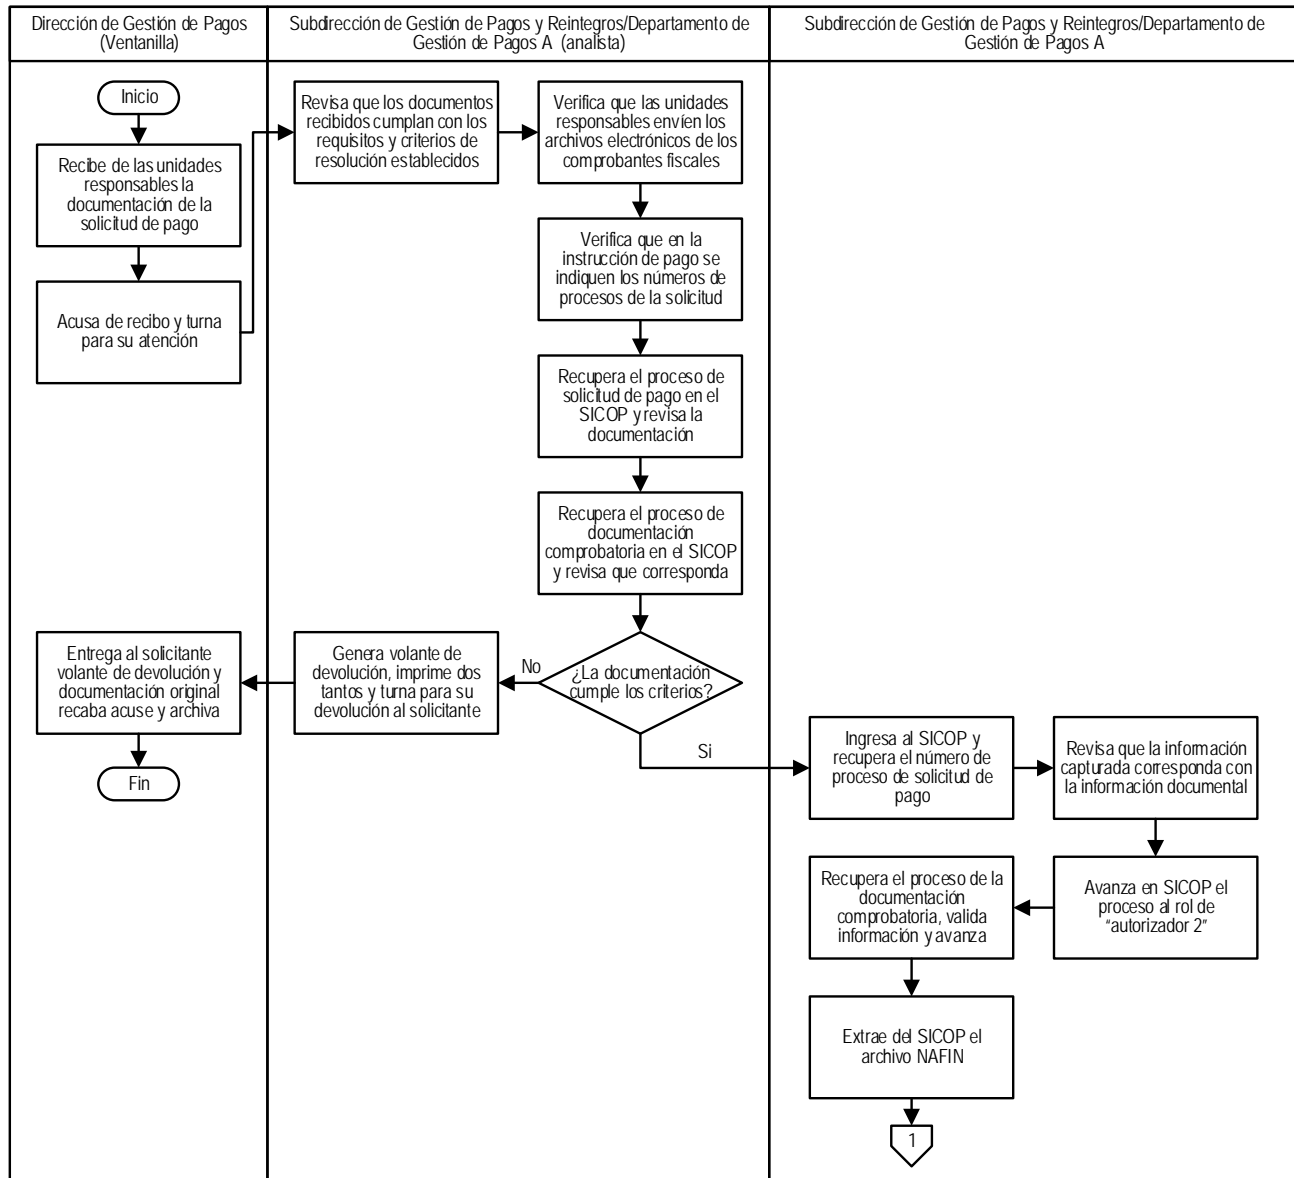 Dirección de Gestión de Pagos
(Ventanilla)
Subdirección de Gestión de Pagos y Reintegros/Departamento de
Gestión de Pagos A (analista)
Subdirección de Gestión de Pagos y Reintegros/Departamento de
Gestión de Pagos A
Inicio
Recibe de las unidades
responsables la
documentación de la
solicitud de pago
Acusa de recibo y turna
para su atención
Revisa que los documentos
recibidos cumplan con los
requisitos y criterios de
resolución establecidos
Verifica que las unidades
responsables envíen los
archivos electrónicos de los
comprobantes fiscales
Verifica que en la
instrucción de pago se
indiquen los números de
procesos de la solicitud
Recupera el proceso de
solicitud de pago en el
SICOP y revisa la
documentación
Recupera el proceso de
documentación
comprobatoria en el SICOP
y revisa que corresponda
¿La documentación
cumple los criterios?
No
Genera volante de
devolución, imprime dos
tantos y turna para su
devolución al solicitante
Entrega al solicitante
volante de devolución y
documentación original
recaba acuse y archiva
Fin
Si
Ingresa al SICOP y
recupera el número de
proceso de solicitud de
pago
Revisa que la información
capturada corresponda con
la información documental
Avanza en SICOP el
proceso al rol de
“autorizador 2”
Recupera el proceso de la
documentación
comprobatoria, valida
información y avanza
Extrae del SICOP el
archivo NAFIN
1